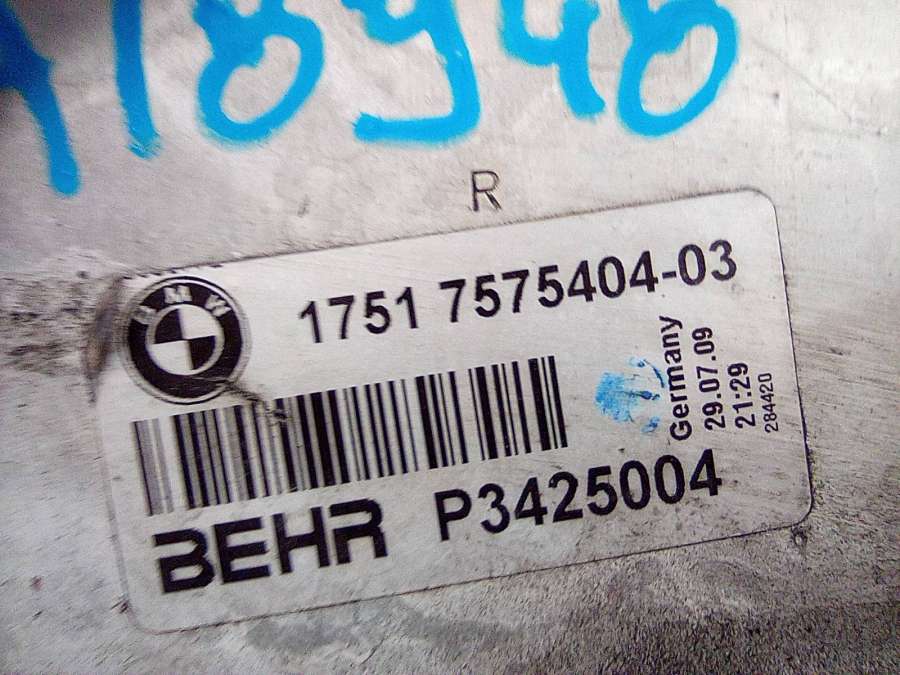 18948
R
BMW
1751 7575404-03
Germany
29.07.09
21:29
284420
BEHR P3425004